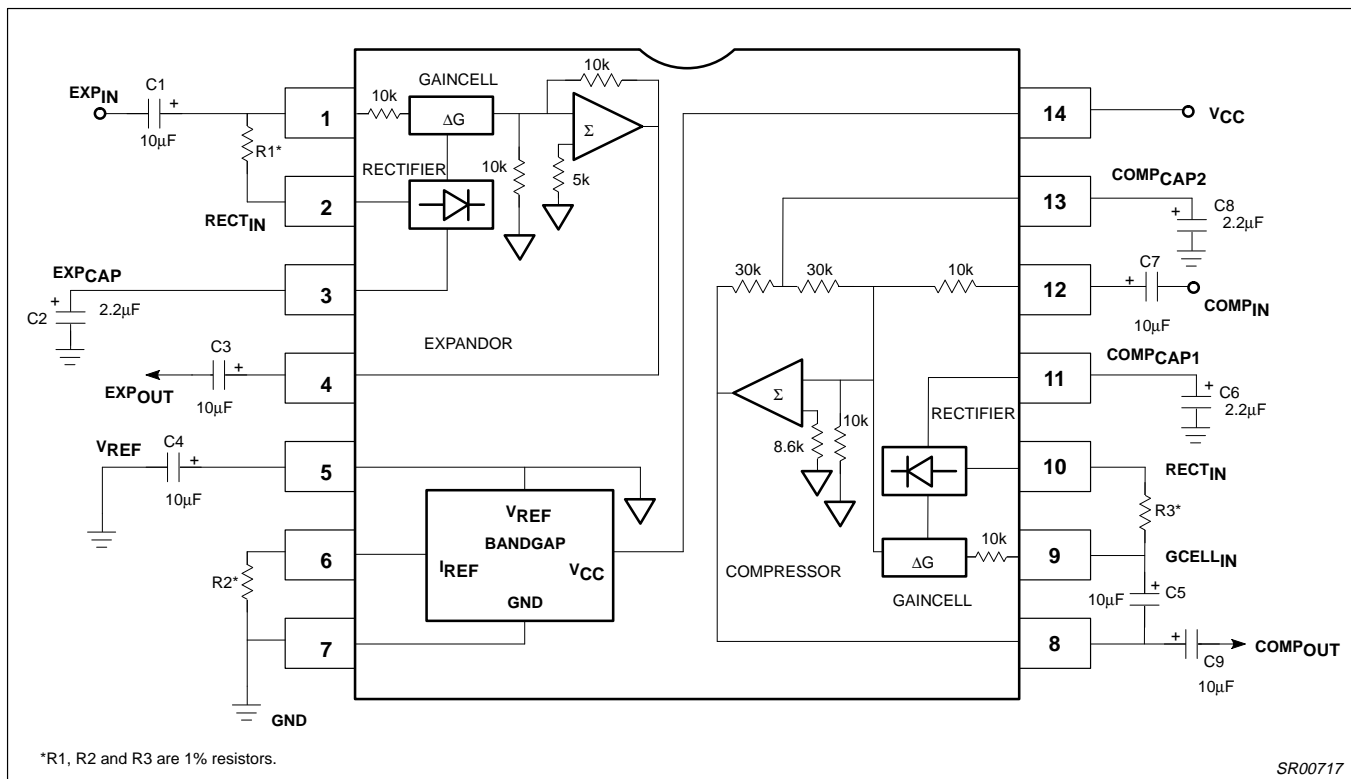 EXPIN
C1
+
10µF
R1*
RECTIN
1
2
10k
GAINCELL
ΔG
RECTIFIER
10k
10k
Σ
5k
EXPCAP
+
C2
2.2µF
3
EXPANDOR
C3
+
EXPOUT
10µF
4
VREF
C4
+
10µF
5
VREF
BANDGAP
IREF
VCC
GND
6
R2*
7
GND
14
VCC
13
COMPCAP2
+
C8
2.2µF
30k
30k
10k
12
C7
+
COMPIN
10µF
11
COMPCAP1
+
C6
2.2µF
Σ
RECTIFIER
10k
8.6k
10
RECTIN
R3*
10k
9
GCELLIN
COMPRESSOR
ΔG
GAINCELL
10µF
+
C5
8
+
COMPOUT
C9
10µF
*R1, R2 and R3 are 1% resistors.
SR00717